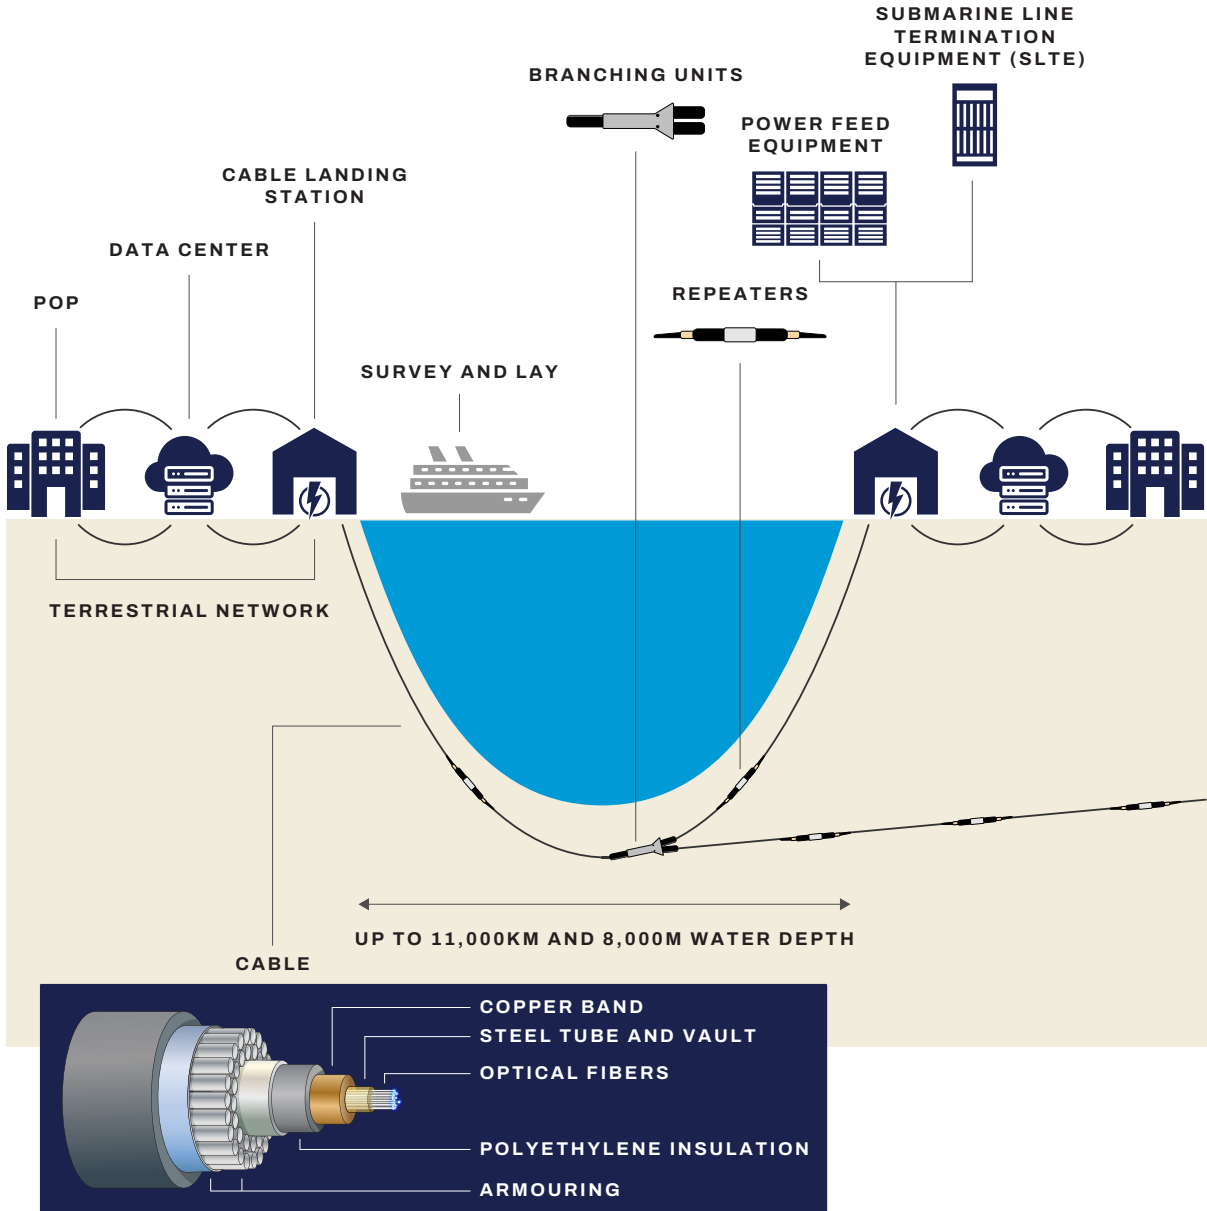 SUBMARINE LINE
TERMINATION
EQUIPMENT (SLTE)
BRANCHING UNITS
POWER FEED
EQUIPMENT
CABLE LANDING
STATION
DATA CENTER
POP
REPEATERS
SURVEY AND LAY
TERRESTRIAL NETWORK
UP TO 11,000KM AND 8,000M WATER DEPTH
CABLE
COPPER BAND
STEEL TUBE AND VAULT
OPTICAL FIBERS
POLYETHYLENE INSULATION
ARMOURING